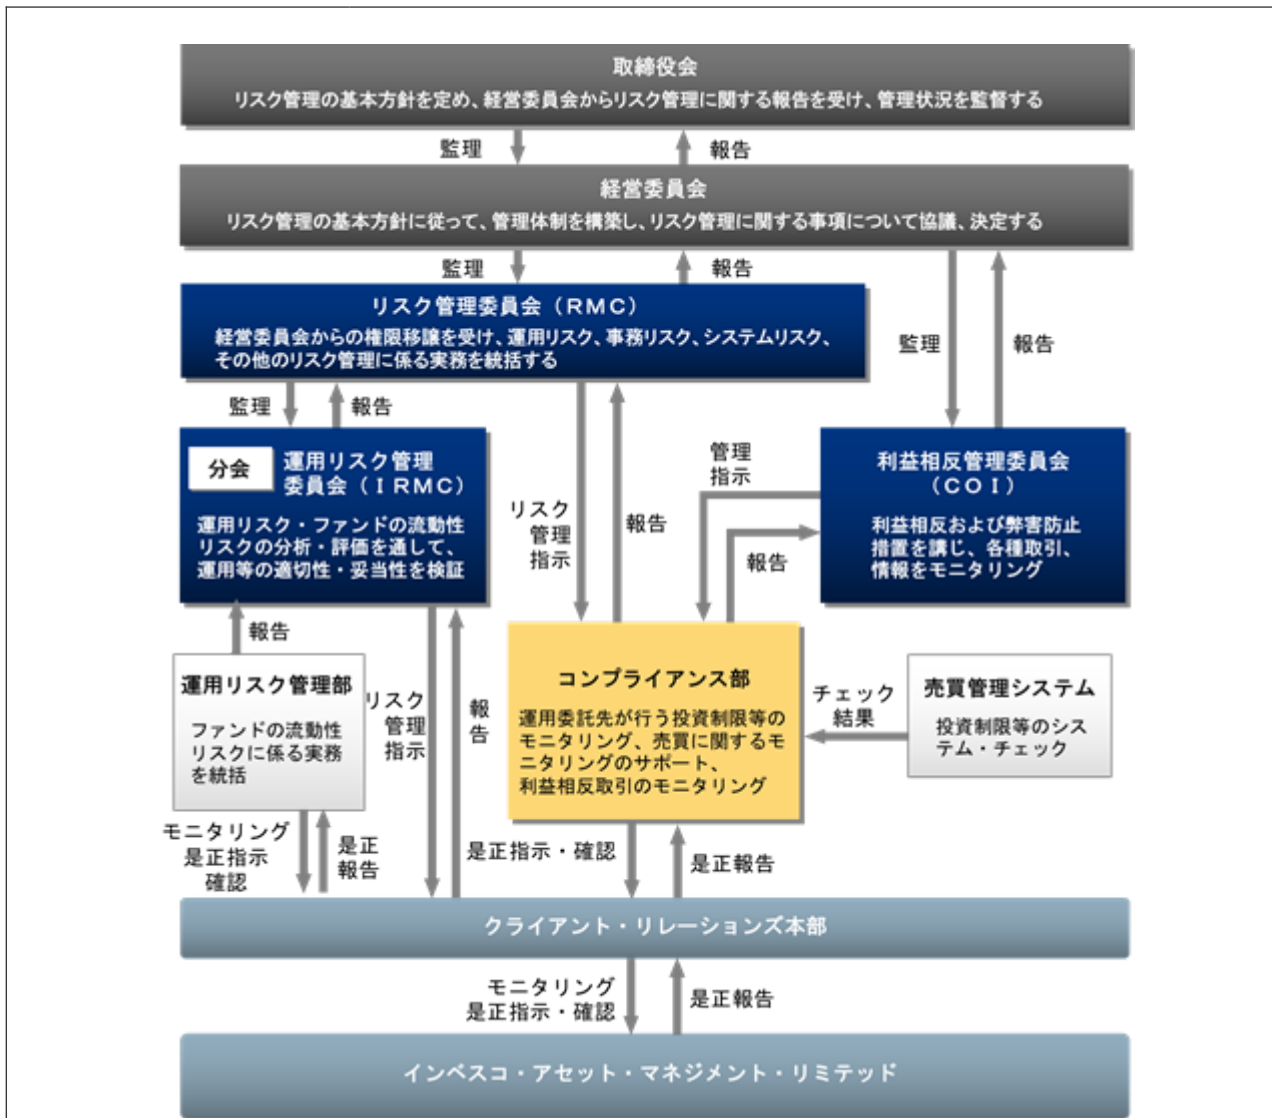 取締役会
リスク管理の基本方針を定め、経営委員会からリスク管理に関する報告を受け、管理状況を監督する
監理
報告
経営委員会
リスク管理の基本方針に従って、管理体制を構築し、リスク管理に関する事項について協議、決定する
監理
報告
リスク管理委員会（ＲＭＣ）
経営委員会からの権限移譲を受け、運用リスク、事務リスク、システムリスク、
その他のリスク管理に係る実務を統括する
監理
報告
監理
報告
分会
運用リスク管理
委員会（ＩＲＭＣ）
運用リスク・ファンドの流動性
リスクの分析・評価を通して、
運用等の適切性・妥当性を検証
リスク
管理
指示
報告
管理
指示
報告
利益相反管理委員会
（ＣＯＩ）
利益相反および弊害防止
措置を講じ、各種取引、
情報をモニタリング
報告
運用リスク管理部
ファンドの流動性
リスクに係る実務
を統括
リスク
管理
指示
報
告
コンプライアンス部
運用委託先が行う投資制限等の
モニタリング、売買に関するモ
ニタリングのサポート、
利益相反取引のモニタリング
チェック
結果
売買管理システム
投資制限等のシス
テム・チェック
モニタリング
是正指示
確認
是正
報告
是正指示・確認
是正報告
クライアント・リレーションズ本部
モニタリング
是正指示・確認
是正報告
インベスコ・アセット・マネジメント・リミテッド